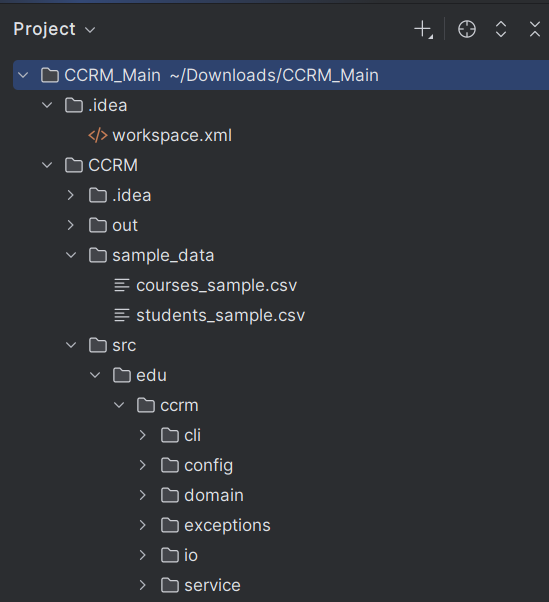 Project
CCRM_Main ~/Downloads/CCRM_Main
.idea
</> workspace.xml
CCRM
.idea
out
sample_data
courses_sample.csv
students_sample.csv
src
edu
ccrm
cli
config
domain
exceptions
io
service